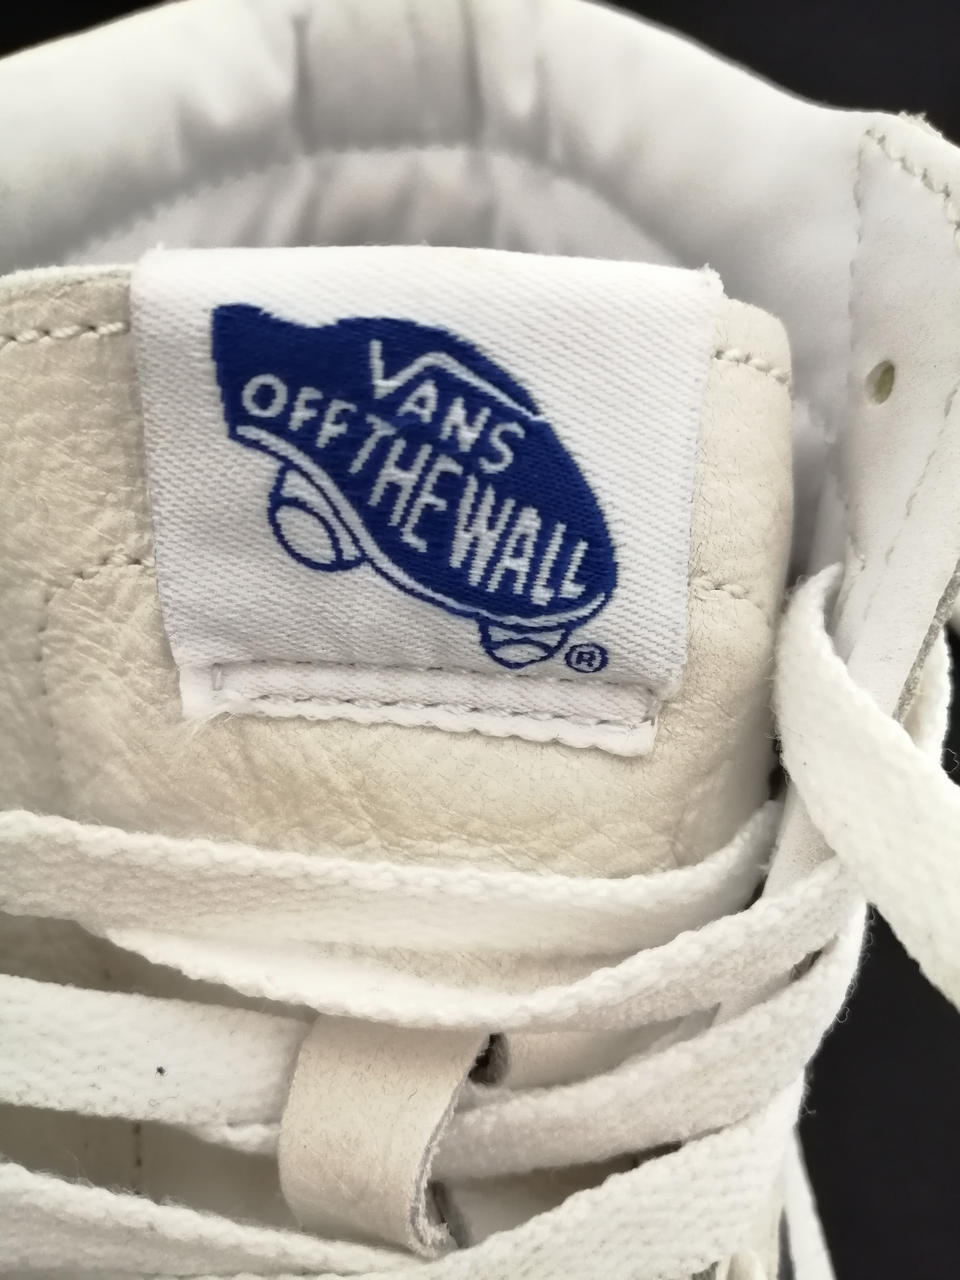 VANS
OFF THE WALL
®